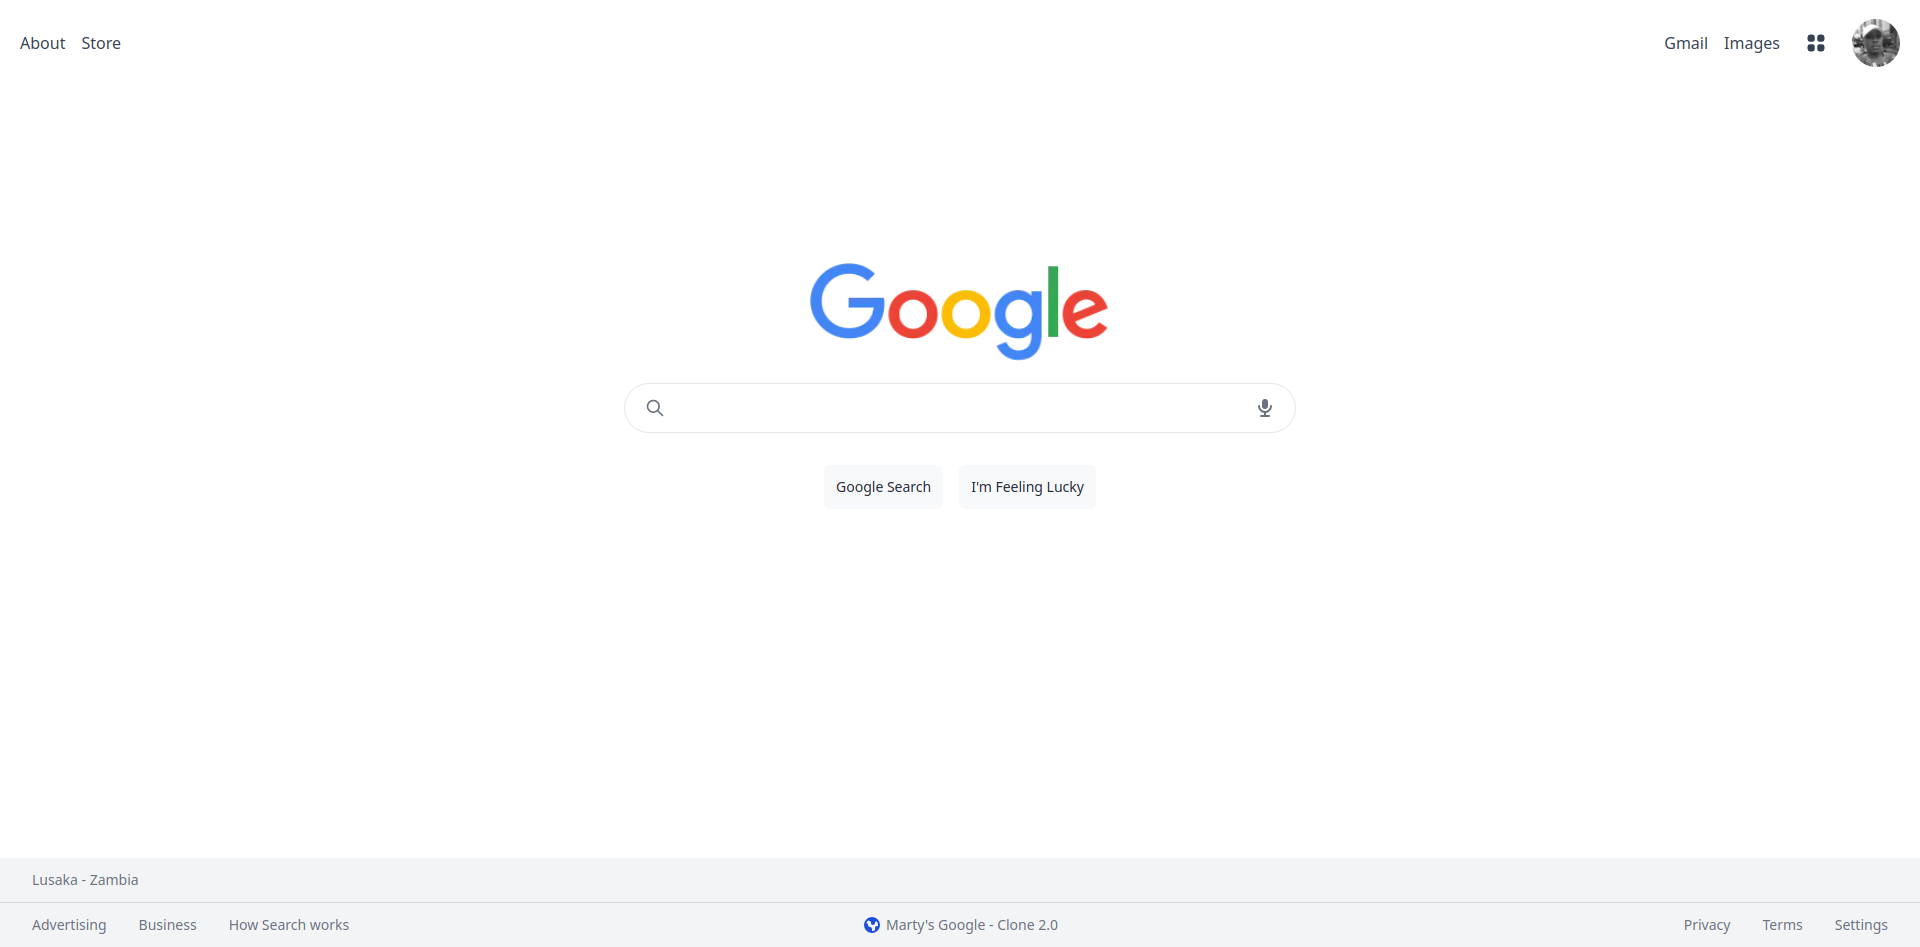 About Store Gmail Images
Google
Google Search I'm Feeling Lucky
Lusaka - Zambia
Advertising Business How Search works Marty's Google - Clone 2.0 Privacy Terms Settings